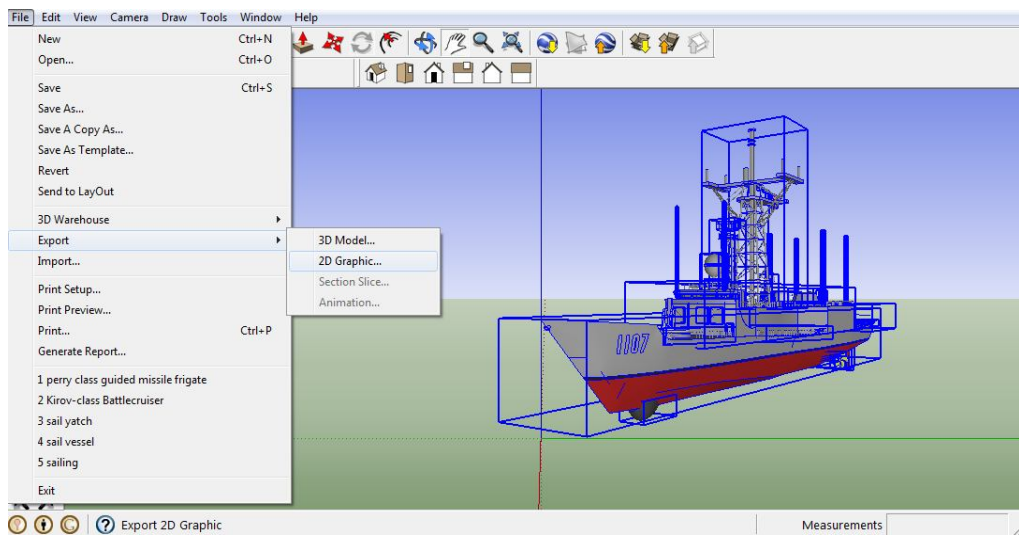 File Edit View Camera Draw Tools Window Help
New Ctrl+N
Open... Ctrl+O
Save Ctrl+S
Save As...
Save A Copy As...
Save As Template...
Revert
Send to LayOut
3D Warehouse
Export
Import...
3D Model...
2D Graphic...
Section Slice...
Animation...
Print Setup...
Print Preview...
Print... Ctrl+P
Generate Report...
1 perry class guided missile frigate
2 Kirov-class Battlecruiser
3 sail yatch
4 sail vessel
5 sailing
Exit
1107
Export 2D Graphic
Measurements